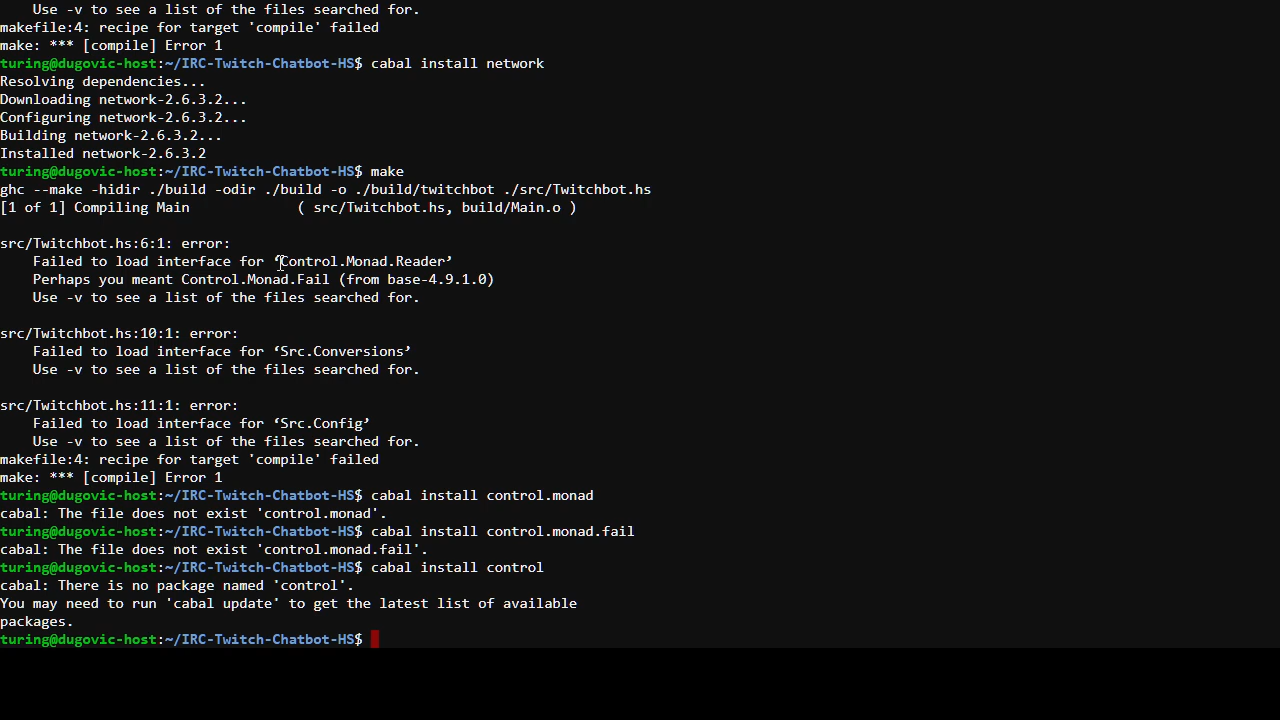 Use -v to see a list of the files searched for.
makefile:4: recipe for target 'compile' failed
make: *** [compile] Error 1
turing@dugovic-host:~/IRC-Twitch-Chatbot-HS$ cabal install network
Resolving dependencies...
Downloading network-2.6.3.2...
Configuring network-2.6.3.2...
Building network-2.6.3.2...
Installed network-2.6.3.2
turing@dugovic-host:~/IRC-Twitch-Chatbot-HS$ make
ghc --make -hidir ./build -odir ./build -o ./build/twitchbot ./src/Twitchbot.hs
[1 of 1] Compiling Main             ( src/Twitchbot.hs, build/Main.o )

src/Twitchbot.hs:6:1: error:
    Failed to load interface for ‘Control.Monad.Reader’
    Perhaps you meant Control.Monad.Fail (from base-4.9.1.0)
    Use -v to see a list of the files searched for.

src/Twitchbot.hs:10:1: error:
    Failed to load interface for ‘Src.Conversions’
    Use -v to see a list of the files searched for.

src/Twitchbot.hs:11:1: error:
    Failed to load interface for ‘Src.Config’
    Use -v to see a list of the files searched for.
makefile:4: recipe for target 'compile' failed
make: *** [compile] Error 1
turing@dugovic-host:~/IRC-Twitch-Chatbot-HS$ cabal install control.monad
cabal: The file does not exist 'control.monad'.
turing@dugovic-host:~/IRC-Twitch-Chatbot-HS$ cabal install control.monad.fail
cabal: The file does not exist 'control.monad.fail'.
turing@dugovic-host:~/IRC-Twitch-Chatbot-HS$ cabal install control
cabal: There is no package named 'control'.
You may need to run 'cabal update' to get the latest list of available
packages.
turing@dugovic-host:~/IRC-Twitch-Chatbot-HS$